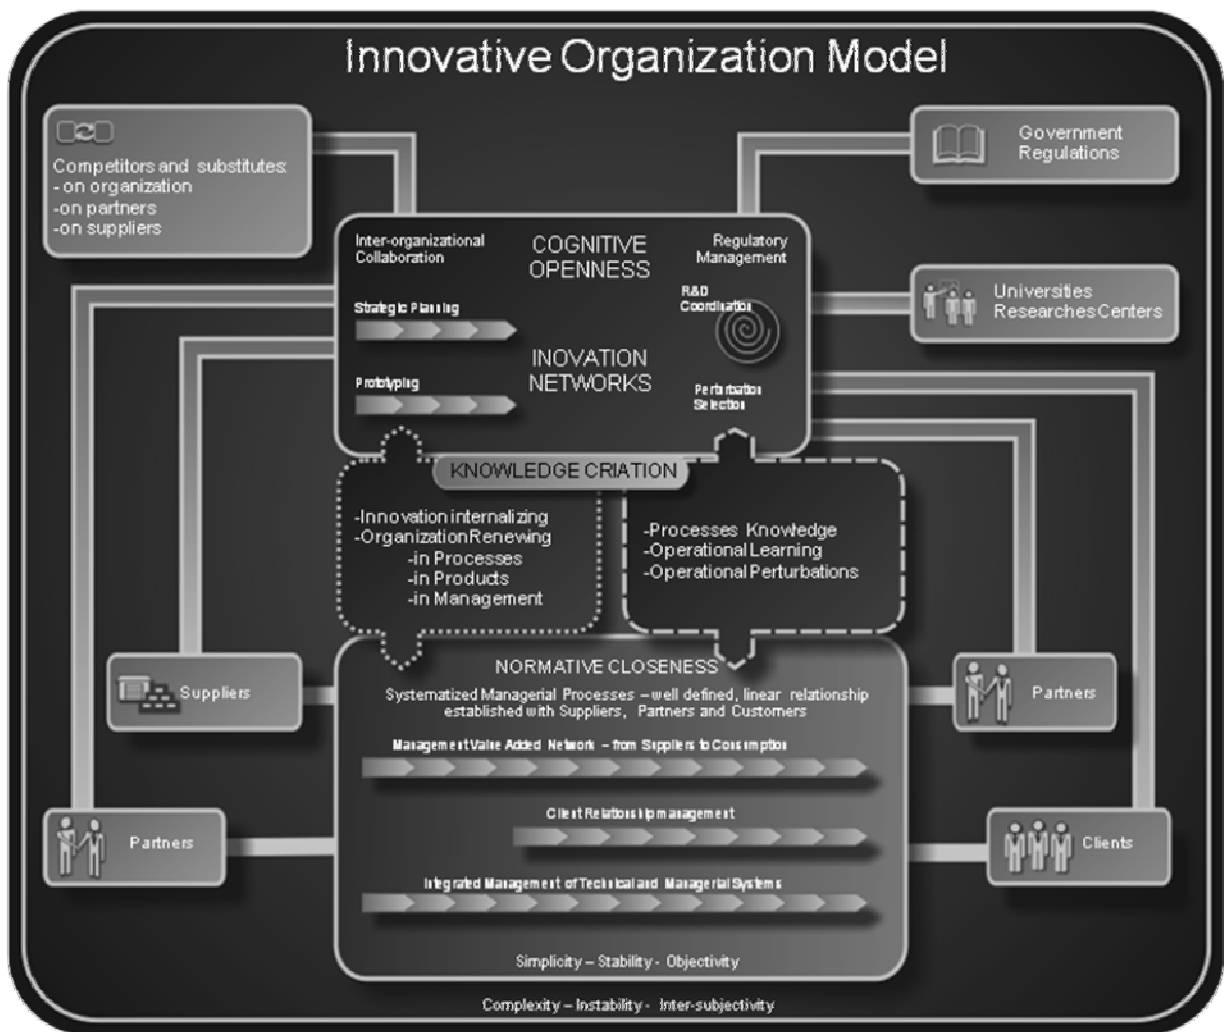 Innovative Organization Model
Competitors and substitutes:
- on organization
-on partners
-on suppliers
Government
Regulations
Inter-organizational
Collaboration
COGNITIVE
OPENNESS
Regulatory
Management
Strategic Planning
R&D
Coordination
Universities
Researches Centers
INOVATION
NETWORKS
Prototyping
Perturbation
Selection
KNOWLEDGE CRIATION
-Innovation internalizing
-Organization Renewing
-in Processes
-in Products
-in Management
-Processes Knowledge
-Operational Learning
-Operational Perturbations
NORMATIVE CLOSENESS
Systematized Managerial Processes – well defined, linear relationship
established with Suppliers, Partners and Customers
Suppliers
Partners
Management Value Added Network – from Suppliers to Consumption
Client Relationship management
Partners
Clients
Integrated Management of Technical and Managerial Systems
Simplicity – Stability - Objectivity
Complexity – Instability - Inter-subjectivity